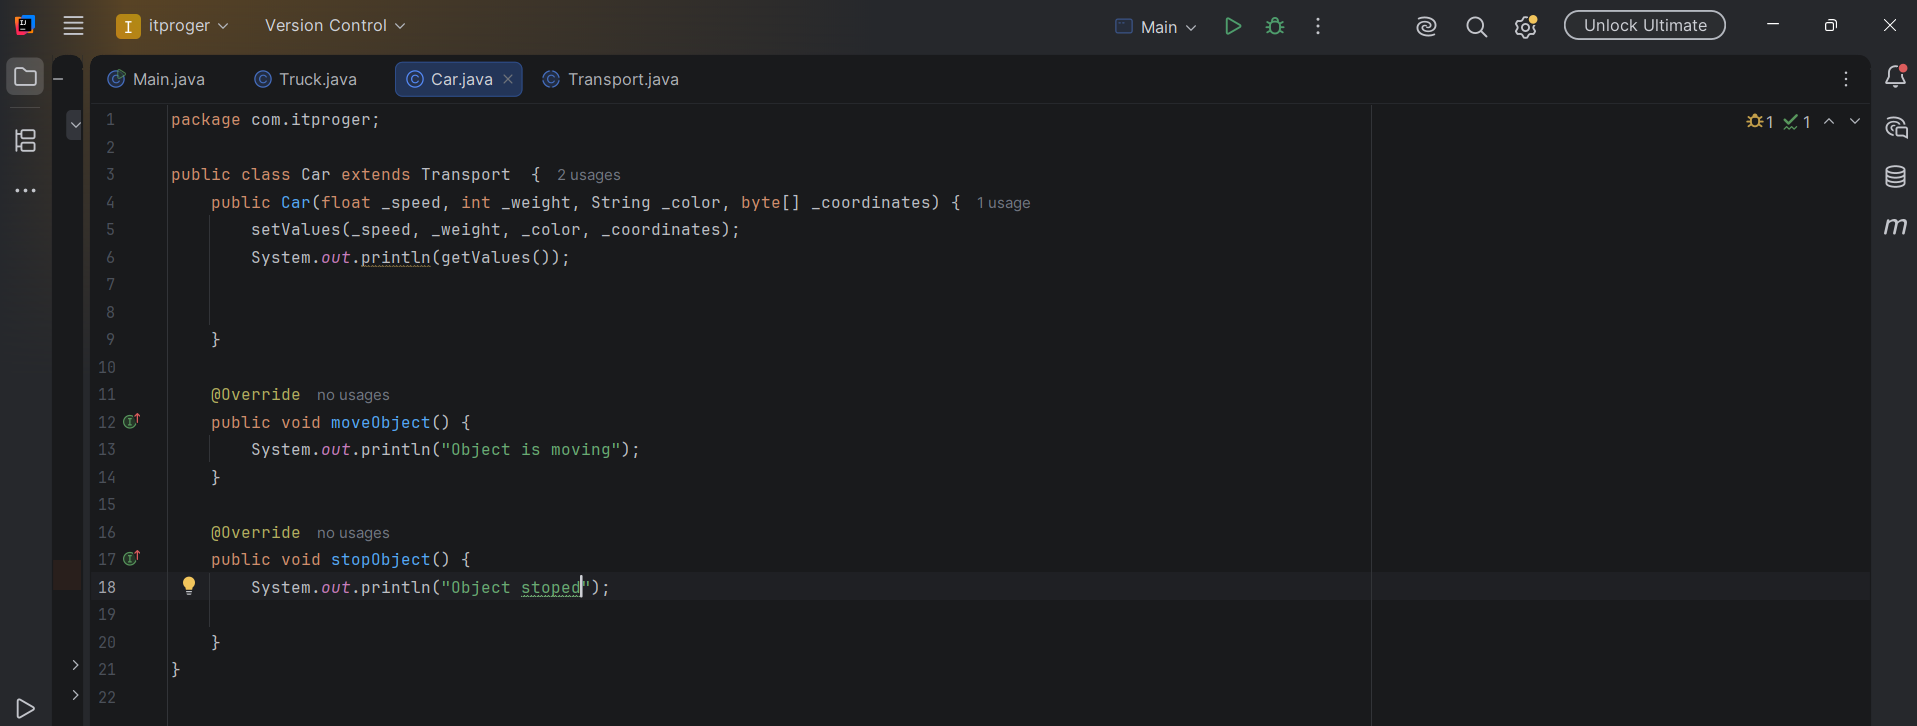 itproger Version Control Main Unlock Ultimate
Main.java Truck.java Car.java Transport.java
1 package com.itproger; 1 1
2
3 public class Car extends Transport  { 2 usages
4     public Car(float _speed, int _weight, String _color, byte[] _coordinates) { 1 usage
5         setValues(_speed, _weight, _color, _coordinates);
6         System.out.println(getValues());
7
8
9     }
10
11     @Override no usages
12     public void moveObject() {
13         System.out.println("Object is moving");
14     }
15
16     @Override no usages
17     public void stopObject() {
18         System.out.println("Object stoped");
19
20     }
21 }
22